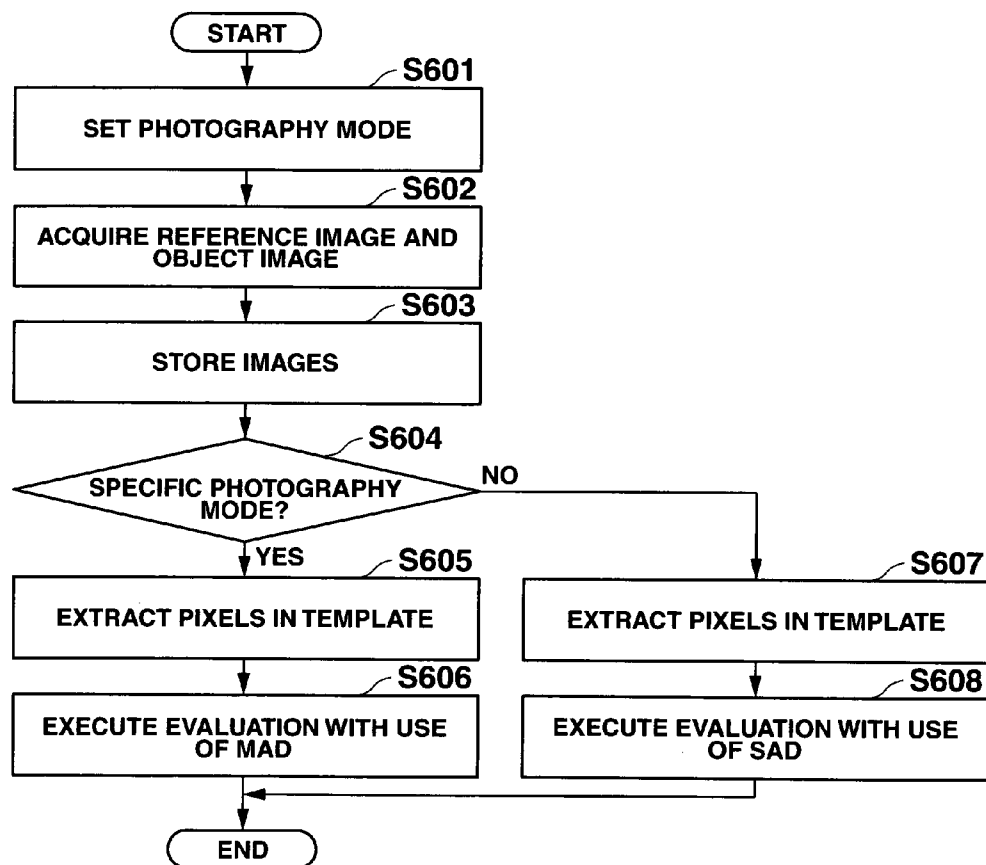 START
S601
SET PHOTOGRAPHY MODE
S602
ACQUIRE REFERENCE IMAGE AND
OBJECT IMAGE
S603
STORE IMAGES
S604
SPECIFIC PHOTOGRAPHY
MODE?
NO
YES
S605
EXTRACT PIXELS IN TEMPLATE
S606
EXECUTE EVALUATION WITH USE
OF MAD
S607
EXTRACT PIXELS IN TEMPLATE
S608
EXECUTE EVALUATION WITH USE
OF SAD
END